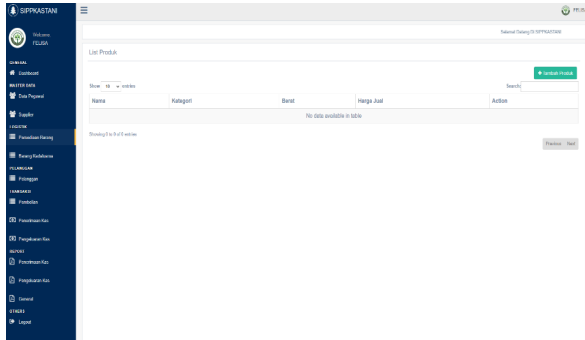 SIPPKASTANI
FELISA
Welcome
FELISA
Selamat Datang Di SIPPKASTANI
GENERAL
Dashboard
MASTER DATA
Data Pegawai
Supplier
LOGISTIK
Persediaan Barang
Barang Kadaluarsa
PELANGGAN
Pelanggan
TRANSAKSI
Pembelian
Penerimaan Kas
Pengeluaran Kas
REPORT
Penerimaan Kas
Pengeluaran Kas
General
OTHERS
Logout
List Produk
+ Tambah Produk
Show 10 entries
Search:
Nama Kategori Berat Harga Jual Action
No data available in table
Showing 0 to 0 of 0 entries
Previous Next